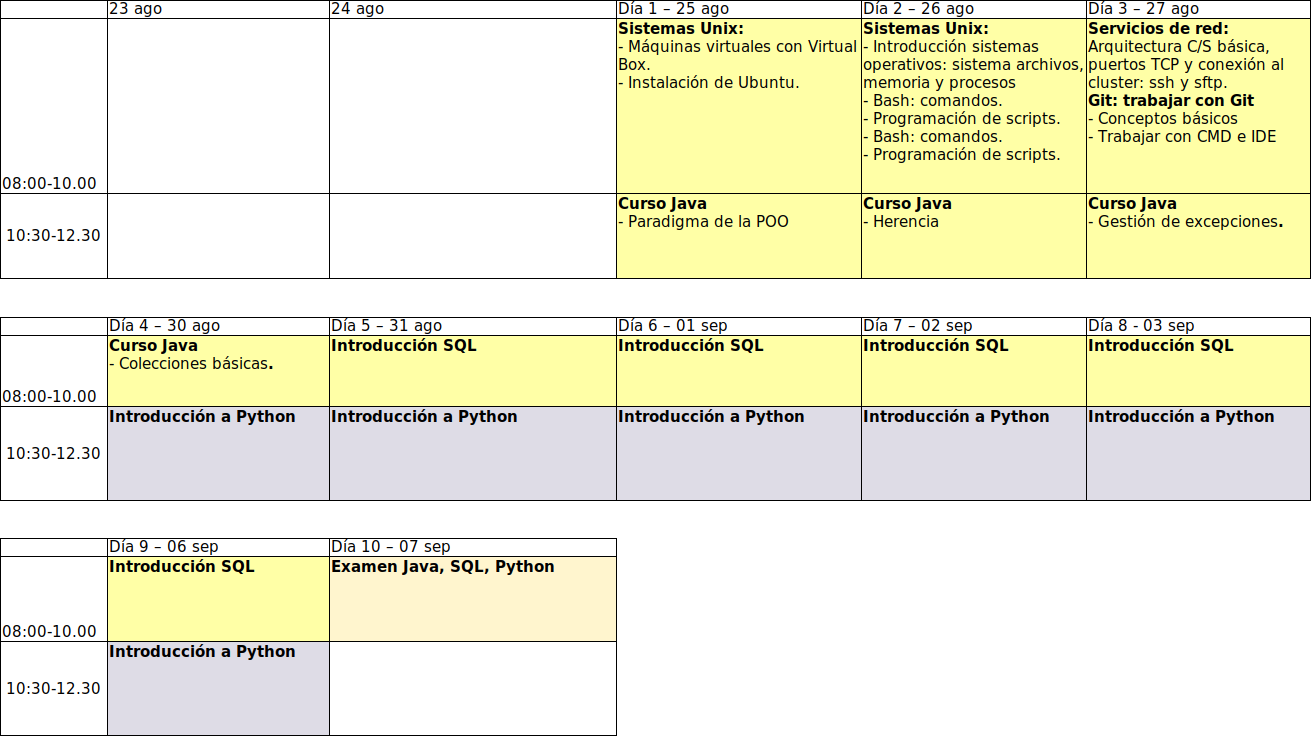 23 ago 24 ago Día 1 – 25 ago Día 2 – 26 ago Día 3 – 27 ago
08:00-10.00
Sistemas Unix:
- Máquinas virtuales con Virtual
Box.
- Instalación de Ubuntu.
Sistemas Unix:
- Introducción sistemas
operativos: sistema archivos,
memoria y procesos
- Bash: comandos.
- Programación de scripts.
- Bash: comandos.
- Programación de scripts.
Servicios de red:
Arquitectura C/S básica,
puertos TCP y conexión al
cluster: ssh y sftp.
Git: trabajar con Git
- Conceptos básicos
- Trabajar con CMD e IDE
10:30-12.30
Curso Java
- Paradigma de la POO
Curso Java
- Herencia
Curso Java
- Gestión de excepciones.
Día 4 – 30 ago Día 5 – 31 ago Día 6 – 01 sep Día 7 – 02 sep Día 8 - 03 sep
08:00-10.00
Curso Java
- Colecciones básicas.
Introducción SQL
Introducción SQL
Introducción SQL
Introducción SQL
10:30-12.30
Introducción a Python
Introducción a Python
Introducción a Python
Introducción a Python
Introducción a Python
Día 9 – 06 sep Día 10 – 07 sep
08:00-10.00
Introducción SQL
Examen Java, SQL, Python
10:30-12.30
Introducción a Python